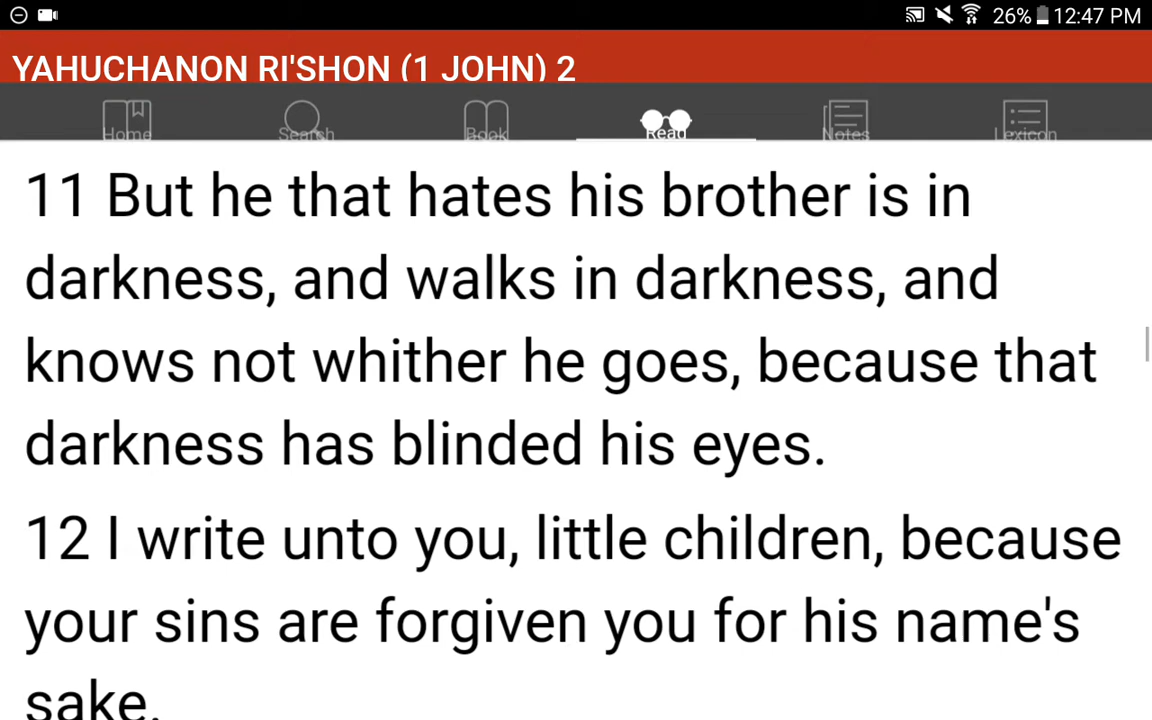 26% 12:47 PM
YAHUCHANON RI'SHON (1 JOHN) 2
Home Search Book Read Notes Lexicon
11 But he that hates his brother is in
darkness, and walks in darkness, and
knows not whither he goes, because that
darkness has blinded his eyes.
12 I write unto you, little children, because
your sins are forgiven you for his name's
sake.